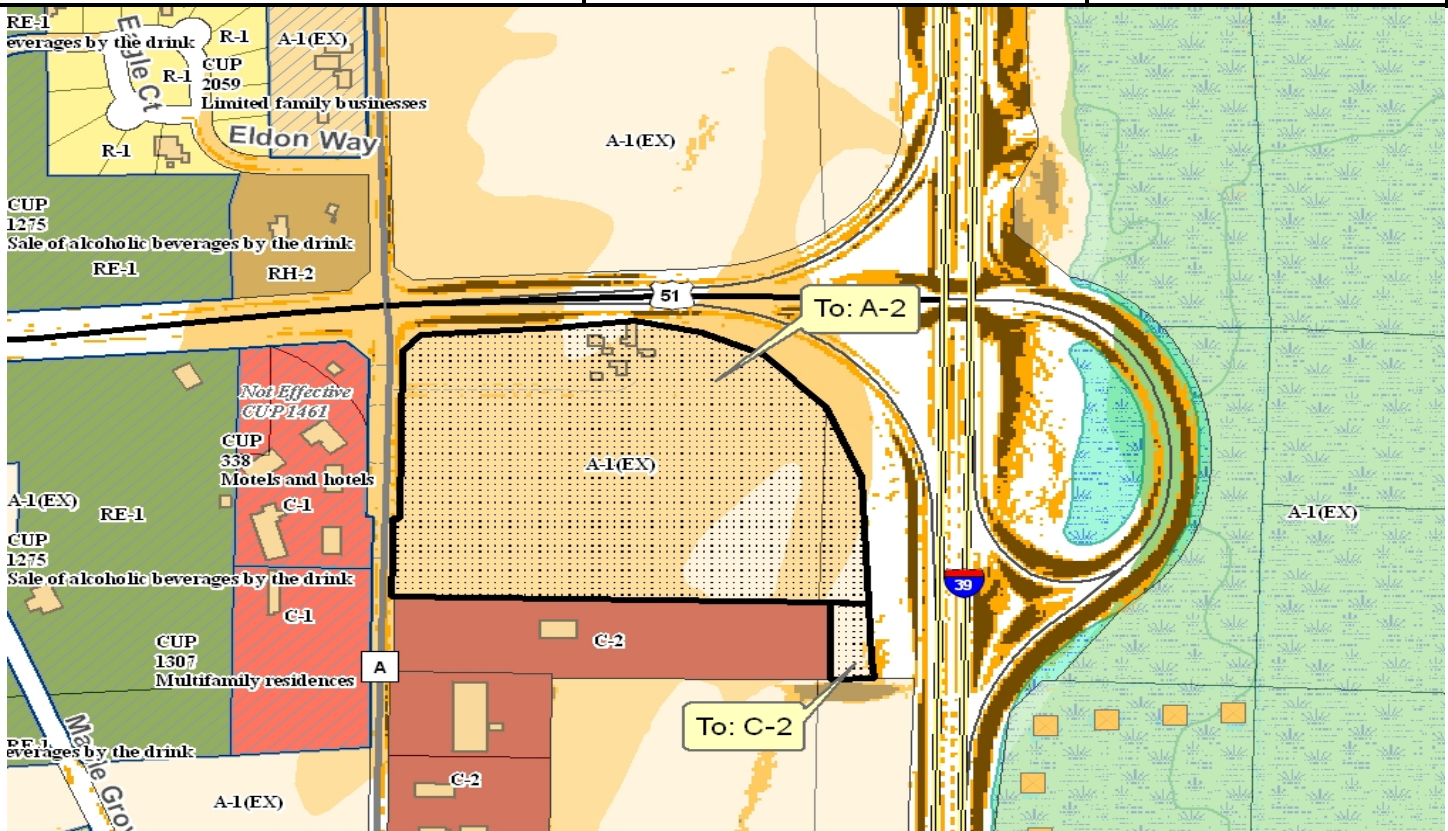 RE-1
everages by the drink
Eagle Ct
R-1
A-1(EX)
R-1
CUP
2059
Limited family businesses
Eldon Way
R-1
A-1(EX)
CUP
1275
Sale of alcoholic beverages by the drink
RE-1
RH-2
51
To: A-2
Not Effective
CUP 1461
CUP
338
Motels and hotels
C-1
A-1(EX)
A-1(EX)
RE-1
A-1(EX)
CUP
1275
Sale of alcoholic beverages by the drink
39
C-1
CUP
1307
Multifamily residences
C-2
A
To: C-2
RE-1
everages by the drink
C-2
A-1(EX)